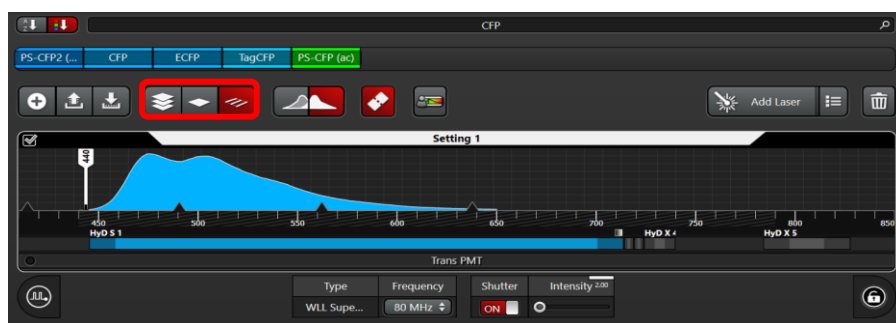 CFP
PS-CFP2 (... CFP ECFP TagCFP PS-CFP (ac)
Add Laser
Setting 1
440
450 500 550 600 650 700 750 800 850
HyD S 1 HyD X 4 HyD X 5
Trans PMT
Type Frequency Shutter Intensity 2.00
WLL Supe... 80 MHz ON